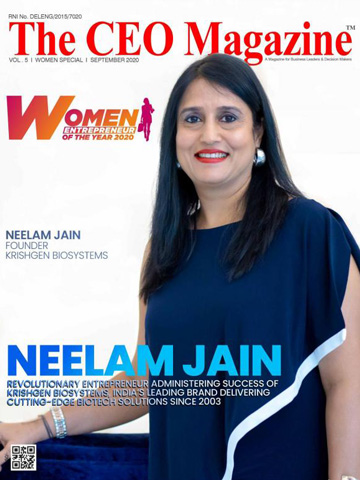 RNI No. DELENG/2015/7020
The CEO Magazine™
VOL. 5 | WOMEN SPECIAL | SEPTEMBER 2020
A Magazine for Business Leaders & Decision Makers
WOMEN
ENTREPRENEUR
OF THE YEAR 2020
NEELAM JAIN
FOUNDER
KRISHGEN BIOSYSTEMS
NEELAM JAIN
REVOLUTIONARY ENTREPRENEUR ADMINISTERING SUCCESS OF
KRISHGEN BIOSYSTEMS, INDIA'S LEADING BRAND DELIVERING
CUTTING-EDGE BIOTECH SOLUTIONS SINCE 2003